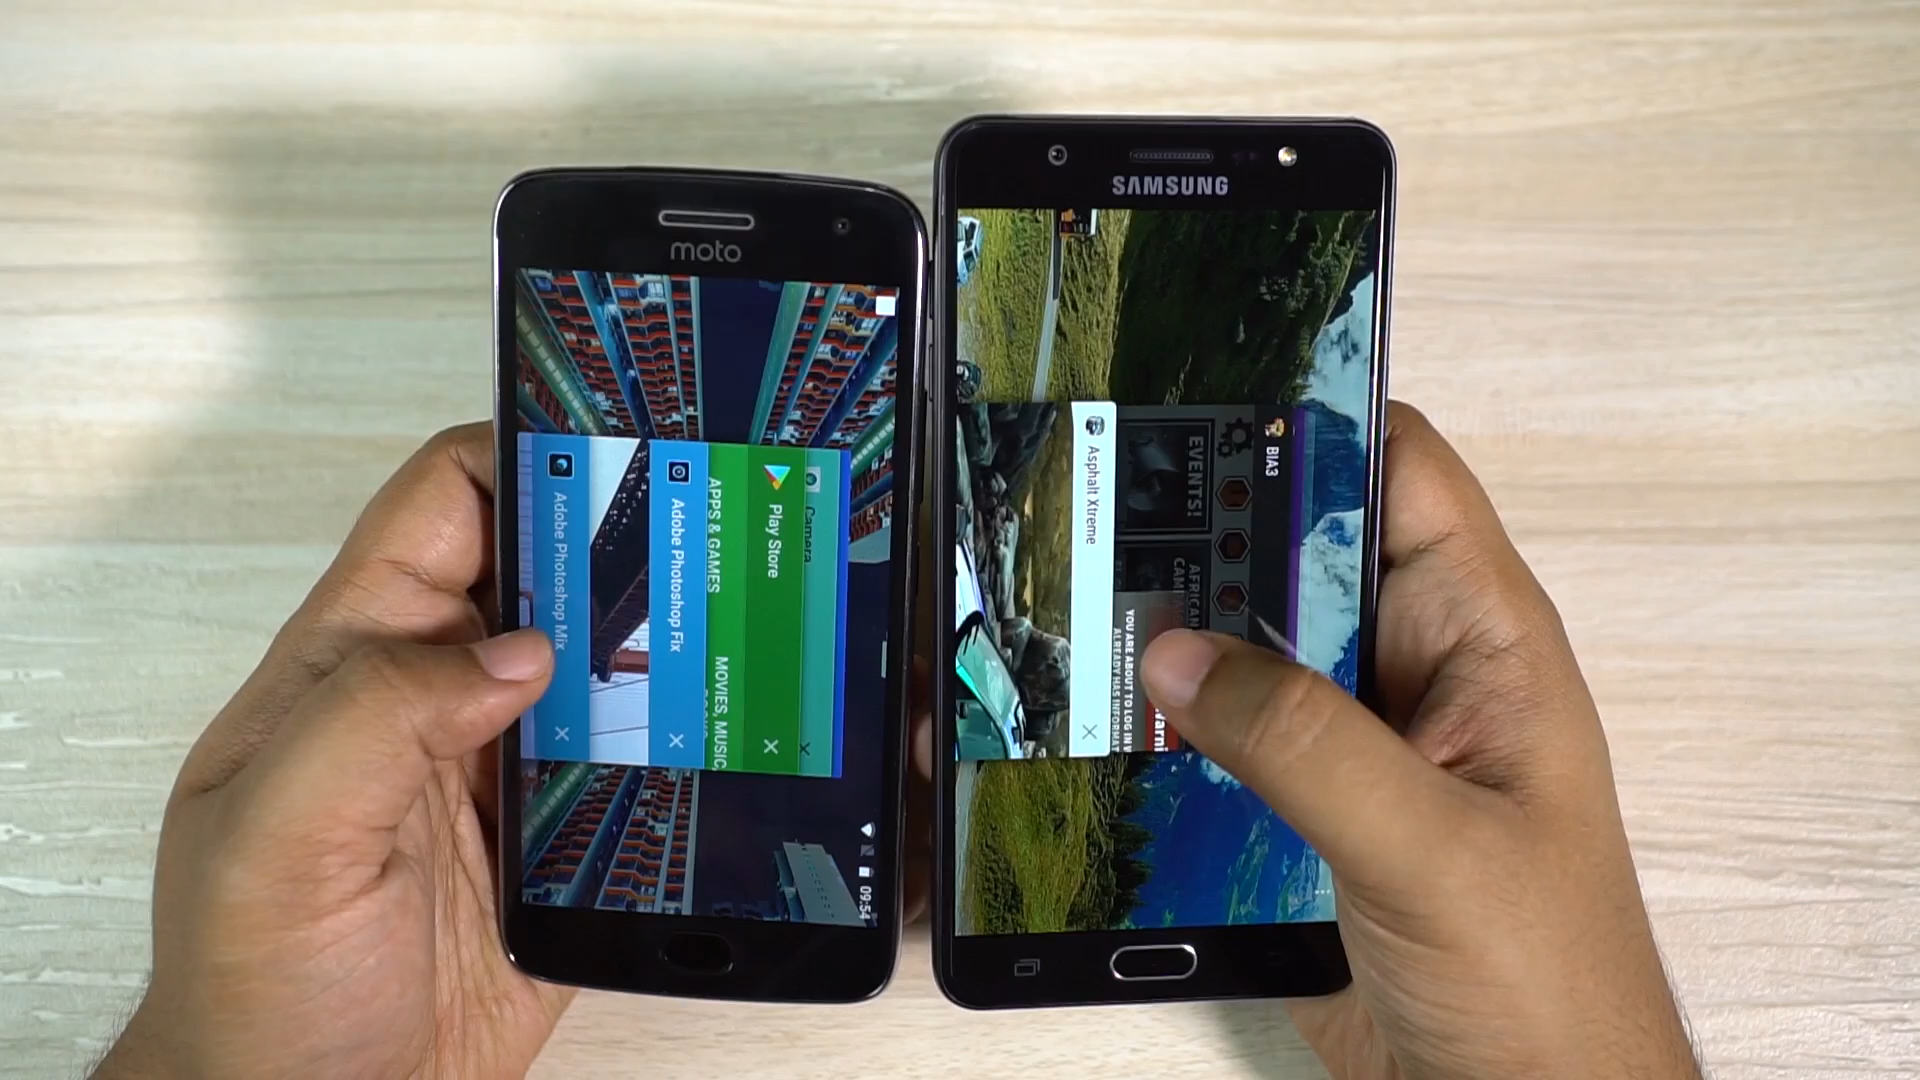 moto
Adobe Photoshop Mix
Adobe Photoshop Fix
APPS & GAMES
MOVIES, MUSIC,
Play Store
Camera
09:54
SAMSUNG
Asphalt Xtreme
BIA3
EVENTS!
AFRICAN
YOU ARE ABOUT TO LOG IN
ALREADY HAS